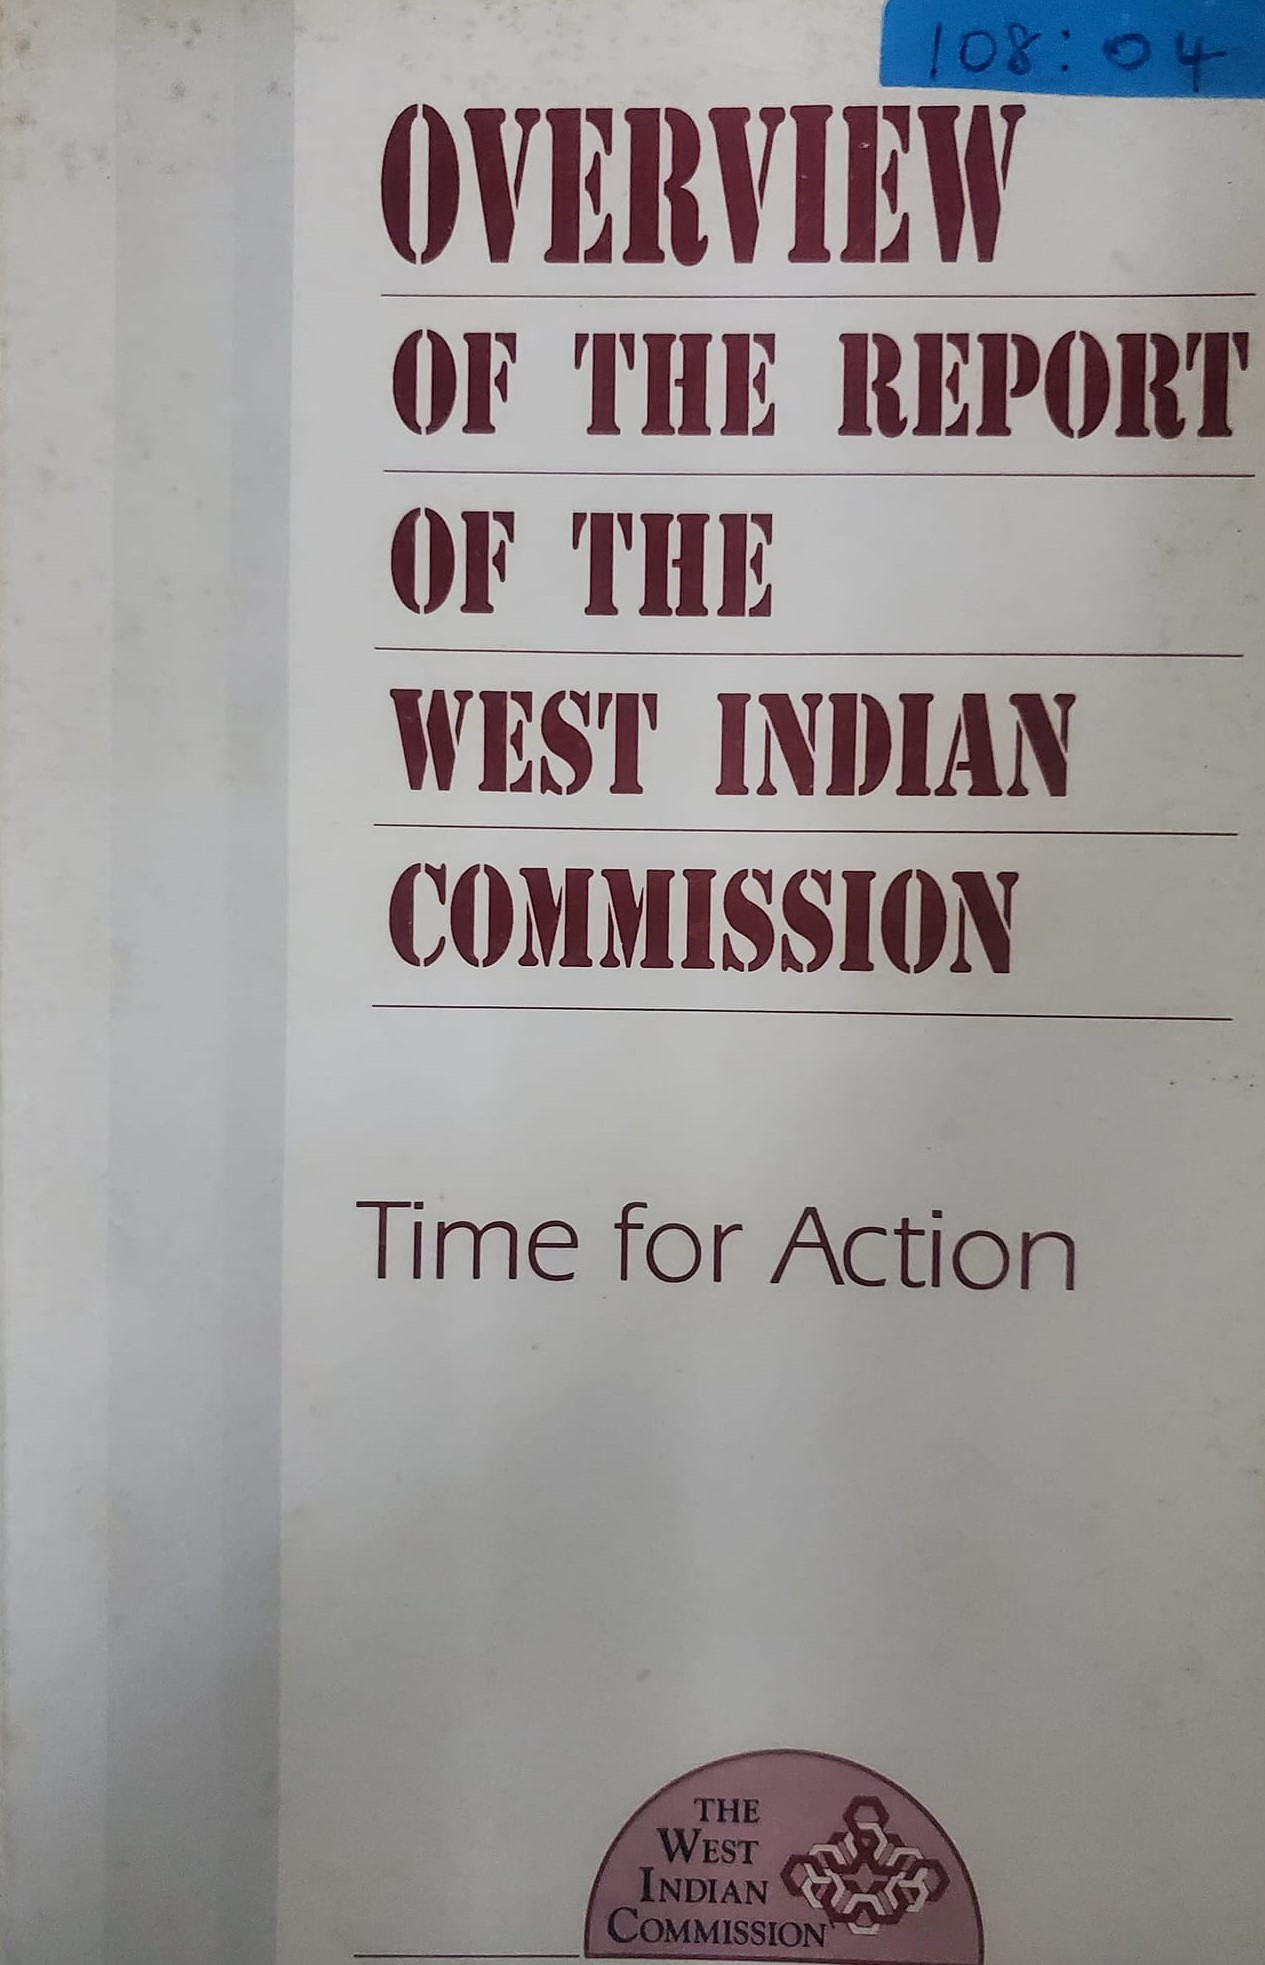 108:04
OVERVIEW
OF THE REPORT
OF THE
WEST INDIAN
COMMISSION
Time for Action
THE
WEST
INDIAN
COMMISSION